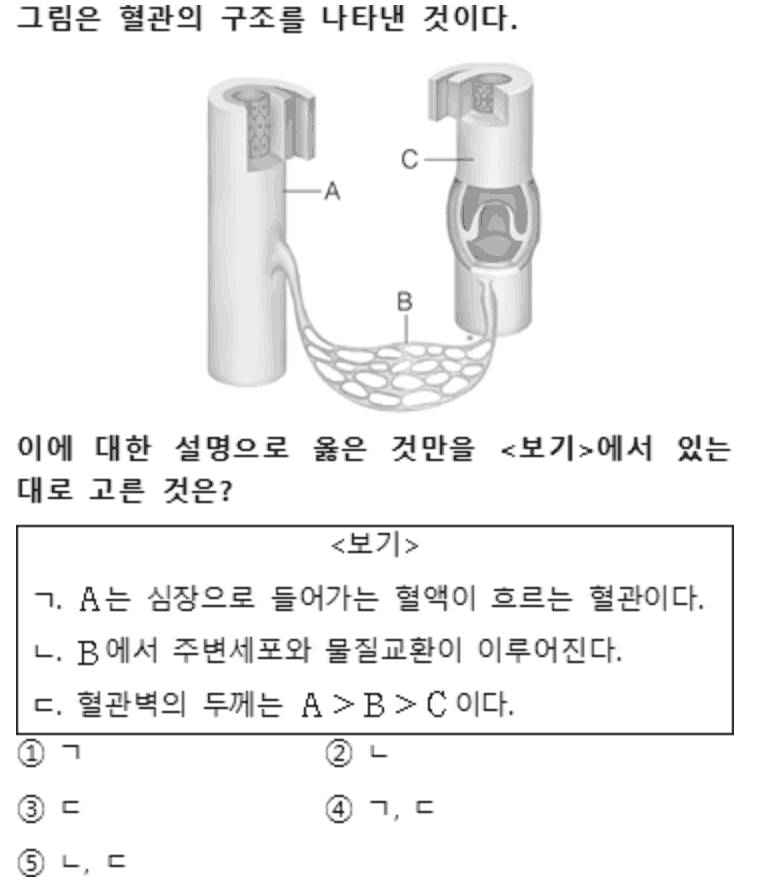 그림은 혈관의 구조를 나타낸 것이다.
C
A
B
이에 대한 설명으로 옳은 것만을 <보기>에서 있는
대로 고른 것은?
<보기>
ㄱ. A는 심장으로 들어가는 혈액이 흐르는 혈관이다.
ㄴ. B에서 주변세포와 물질교환이 이루어진다.
ㄷ. 혈관벽의 두께는 A > B > C 이다.
① ㄱ ② ㄴ
③ ㄷ ④ ㄱ, ㄷ
⑤ ㄴ, ㄷ